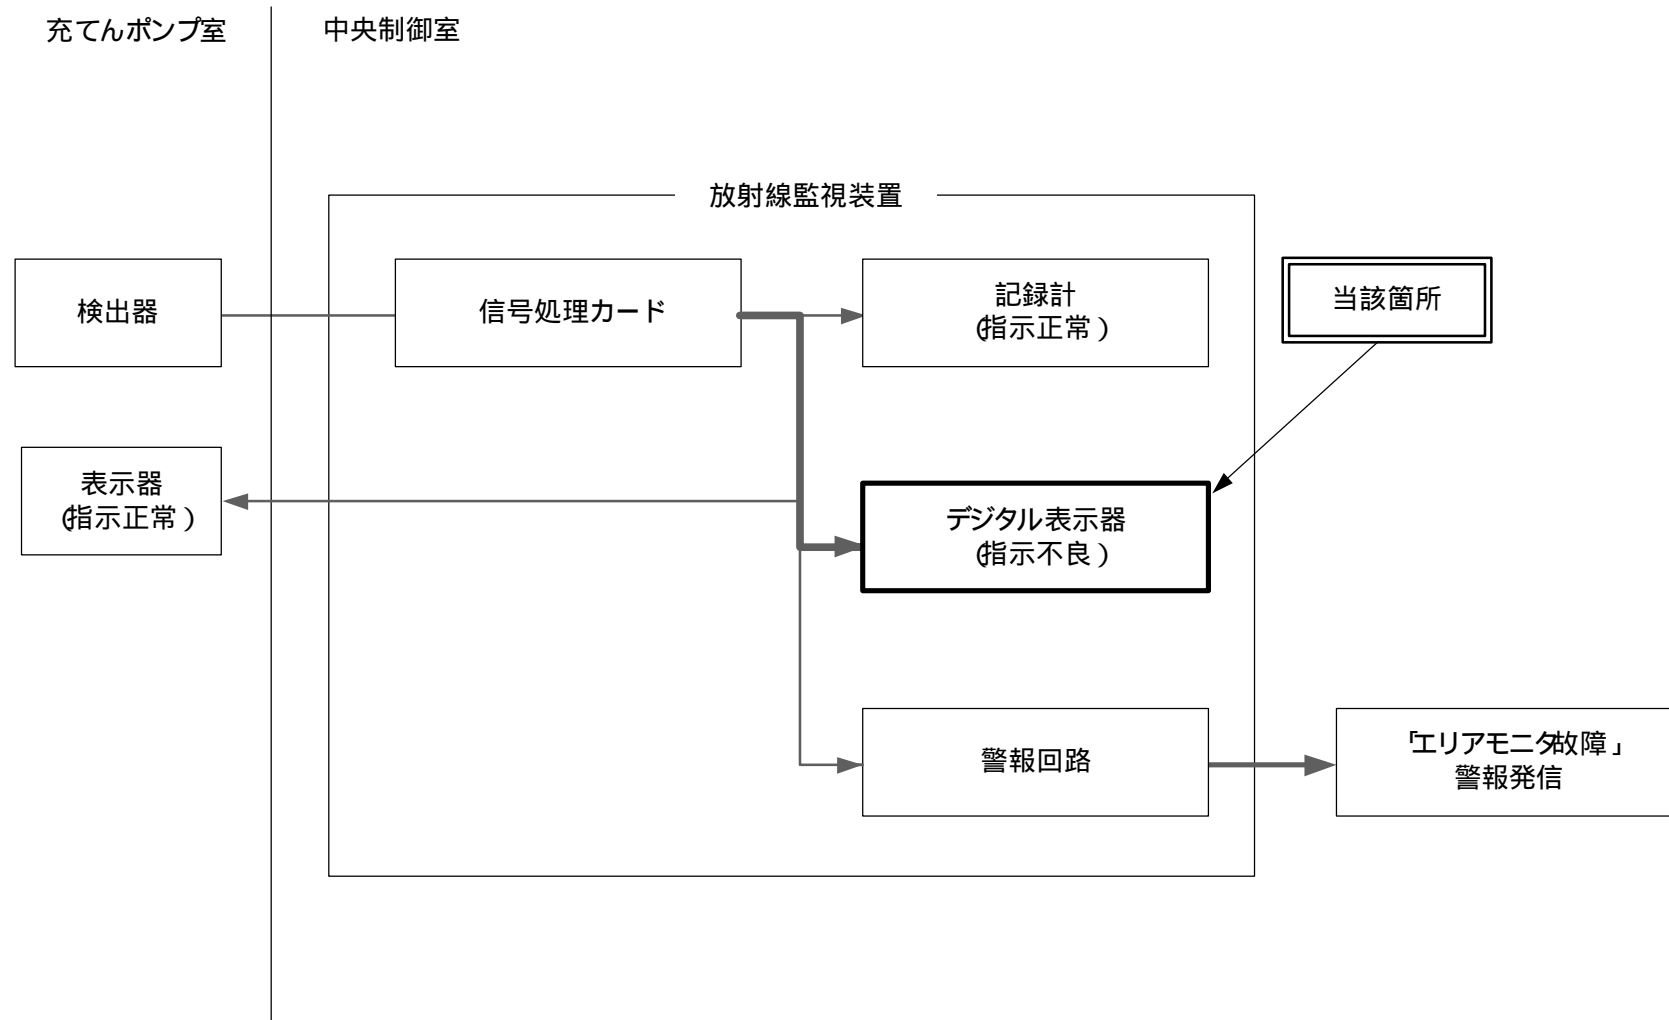 充てんポンプ室
中央制御室
放射線監視装置
検出器
信号処理カード
記録計
(指示正常)
当該箇所
表示器
(指示正常)
デジタル表示器
(指示不良)
警報回路
「エリアモニタ故障」
警報発信